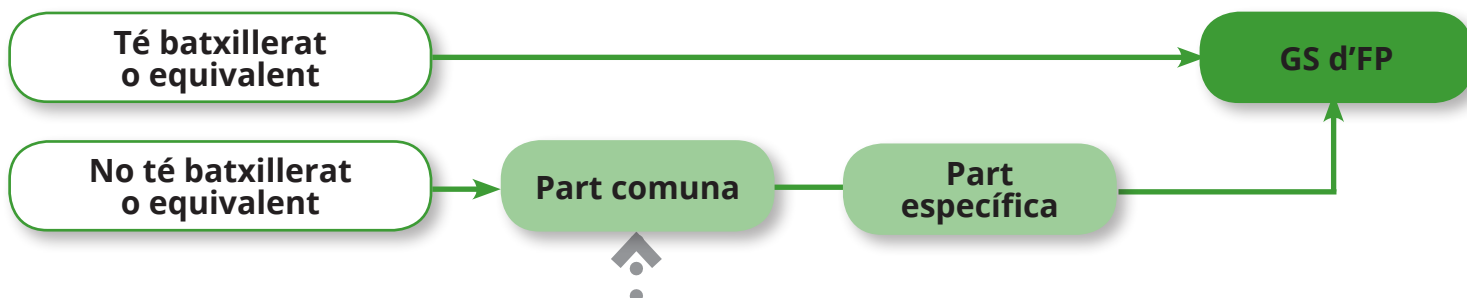 Té batxillerat
o equivalent
GS d’FP
No té batxillerat
o equivalent
Part comuna
Part
específica